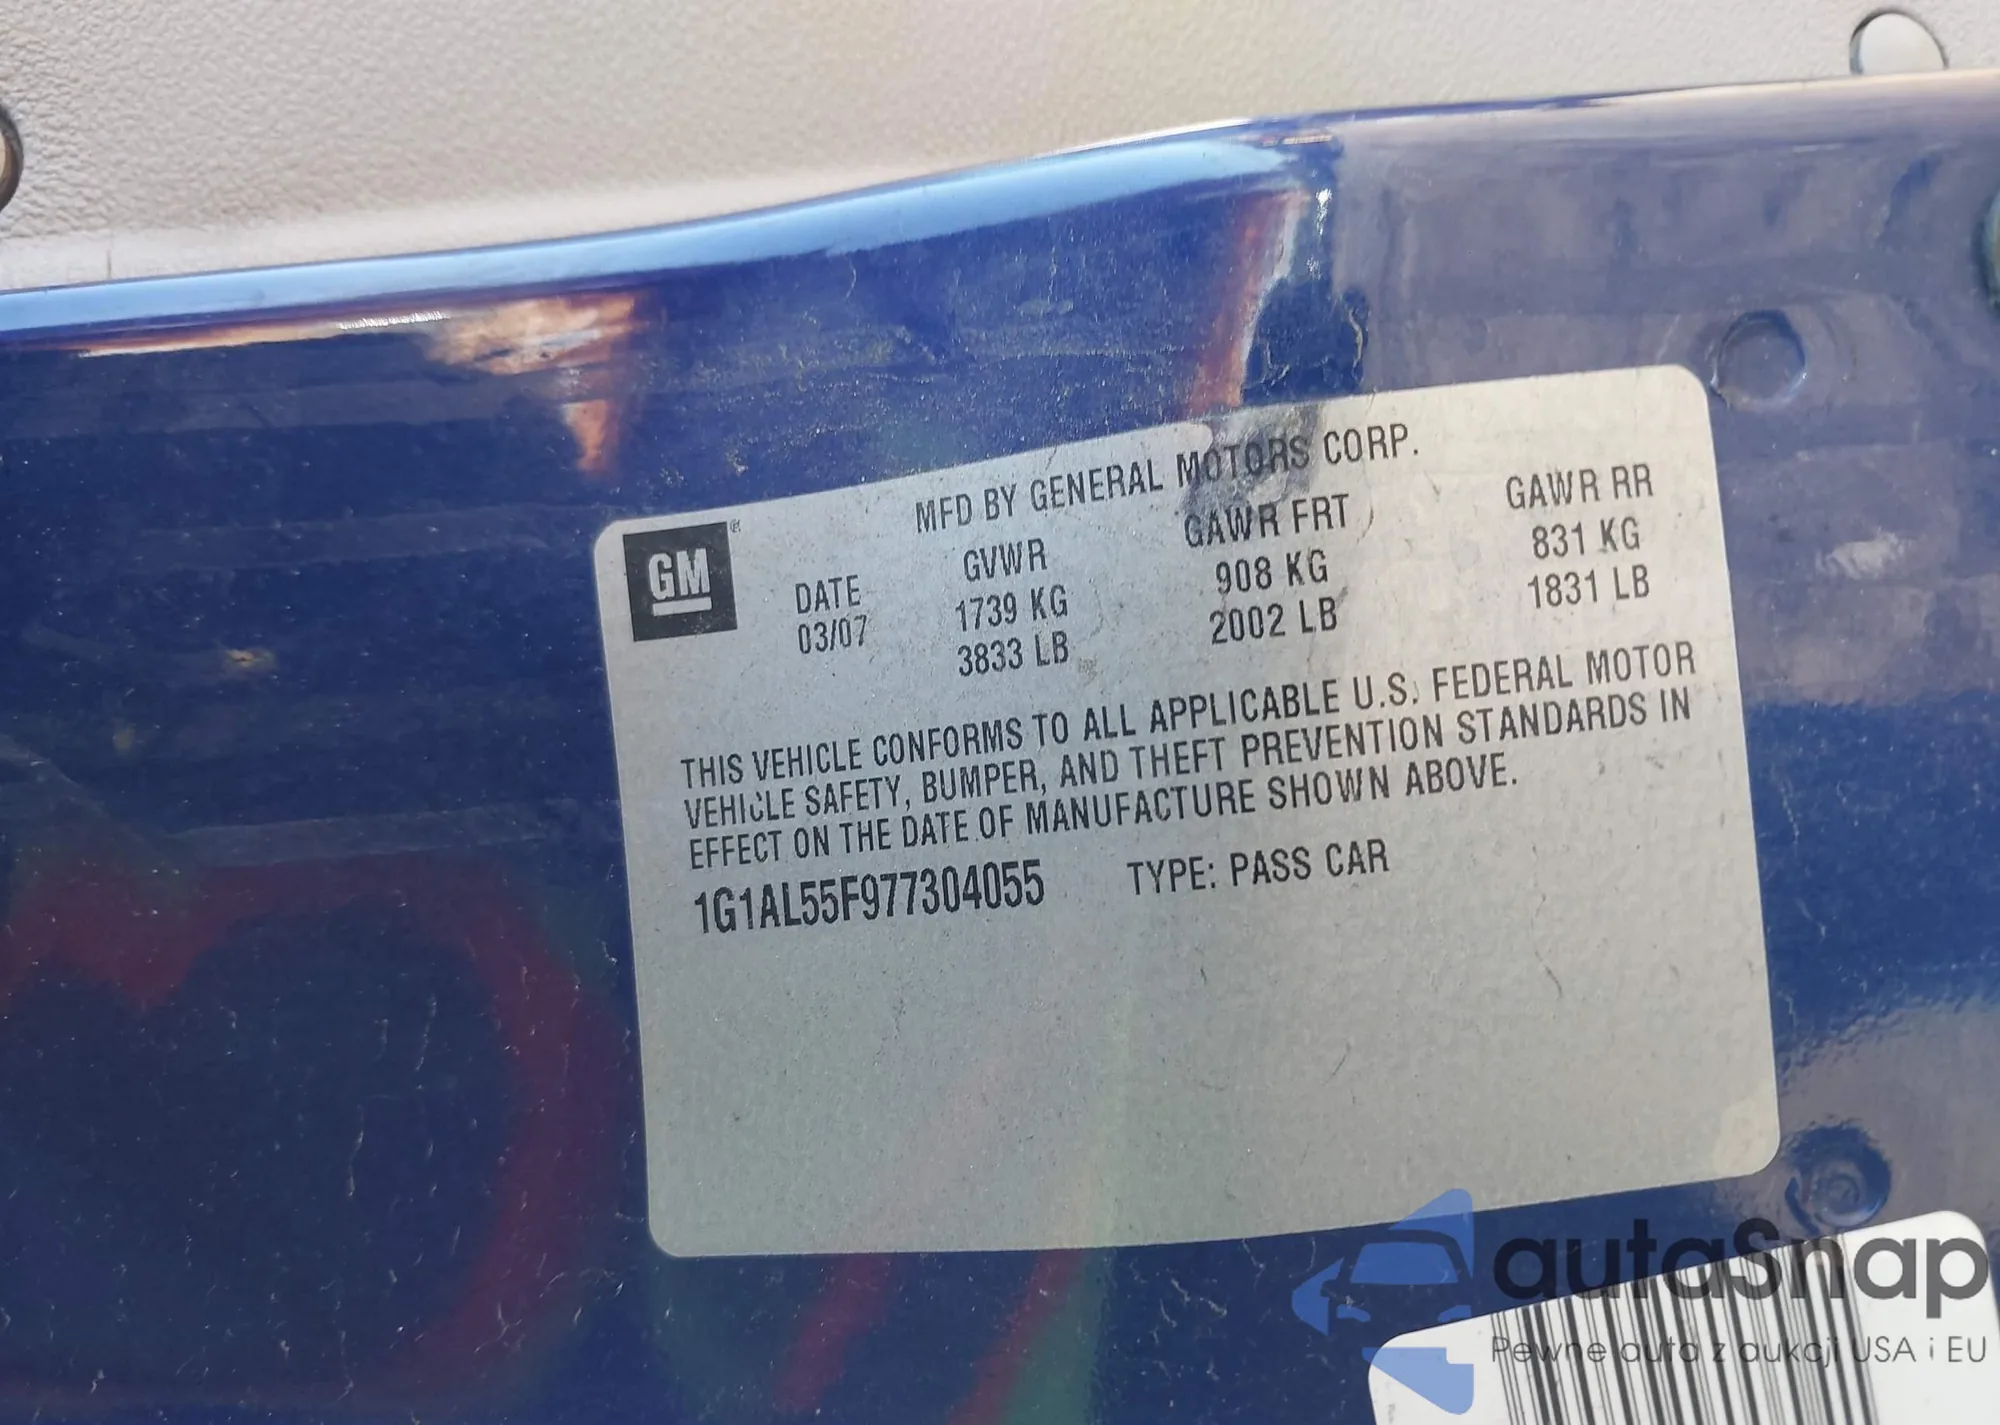 MFD BY GENERAL MOTORS CORP.
GM®
DATE GVWR GAWR FRT GAWR RR
03/07 1739 KG 908 KG 831 KG
3833 LB 2002 LB 1831 LB
THIS VEHICLE CONFORMS TO ALL APPLICABLE U.S. FEDERAL MOTOR
VEHICLE SAFETY, BUMPER, AND THEFT PREVENTION STANDARDS IN
EFFECT ON THE DATE OF MANUFACTURE SHOWN ABOVE.
1G1AL55F977304055 TYPE: PASS CAR
autaSnap
Pewne auta z aukcji USA i EU